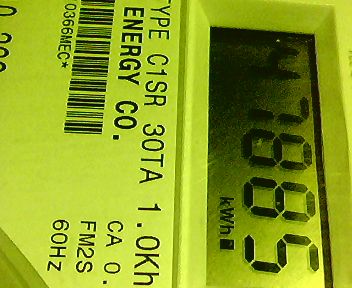 47885
kWh
TYPE C1SR 30TA 1.0Kh
ENERGY CO.
CA 0.
FM2S
0366MEC*
60Hz